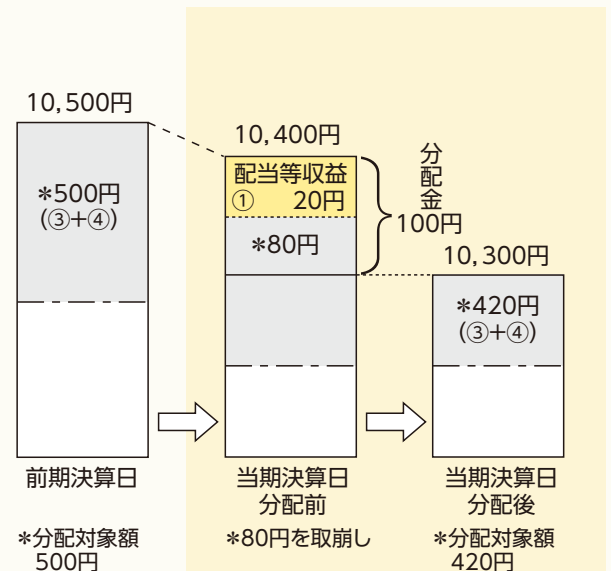 10,500円
*500円
(③+④)
前期決算日
*分配対象額
500円
10,400円
配当等収益
① 20円
*80円
分配金
100円
当期決算日
分配前
*80円を取崩し
10,300円
*420円
(③+④)
当期決算日
分配後
*分配対象額
420円